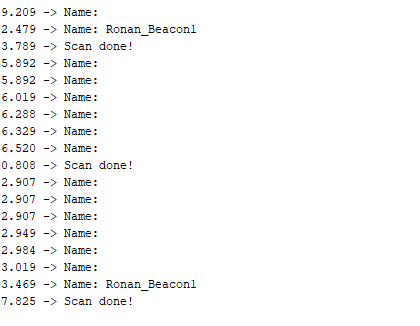 9.209 -> Name:
2.479 -> Name: Ronan_Beacon1
3.789 -> Scan done!
5.892 -> Name:
5.892 -> Name:
6.019 -> Name:
6.288 -> Name:
6.329 -> Name:
6.520 -> Name:
0.808 -> Scan done!
2.907 -> Name:
2.907 -> Name:
2.907 -> Name:
2.949 -> Name:
2.984 -> Name:
3.019 -> Name:
3.469 -> Name: Ronan_Beacon1
7.825 -> Scan done!